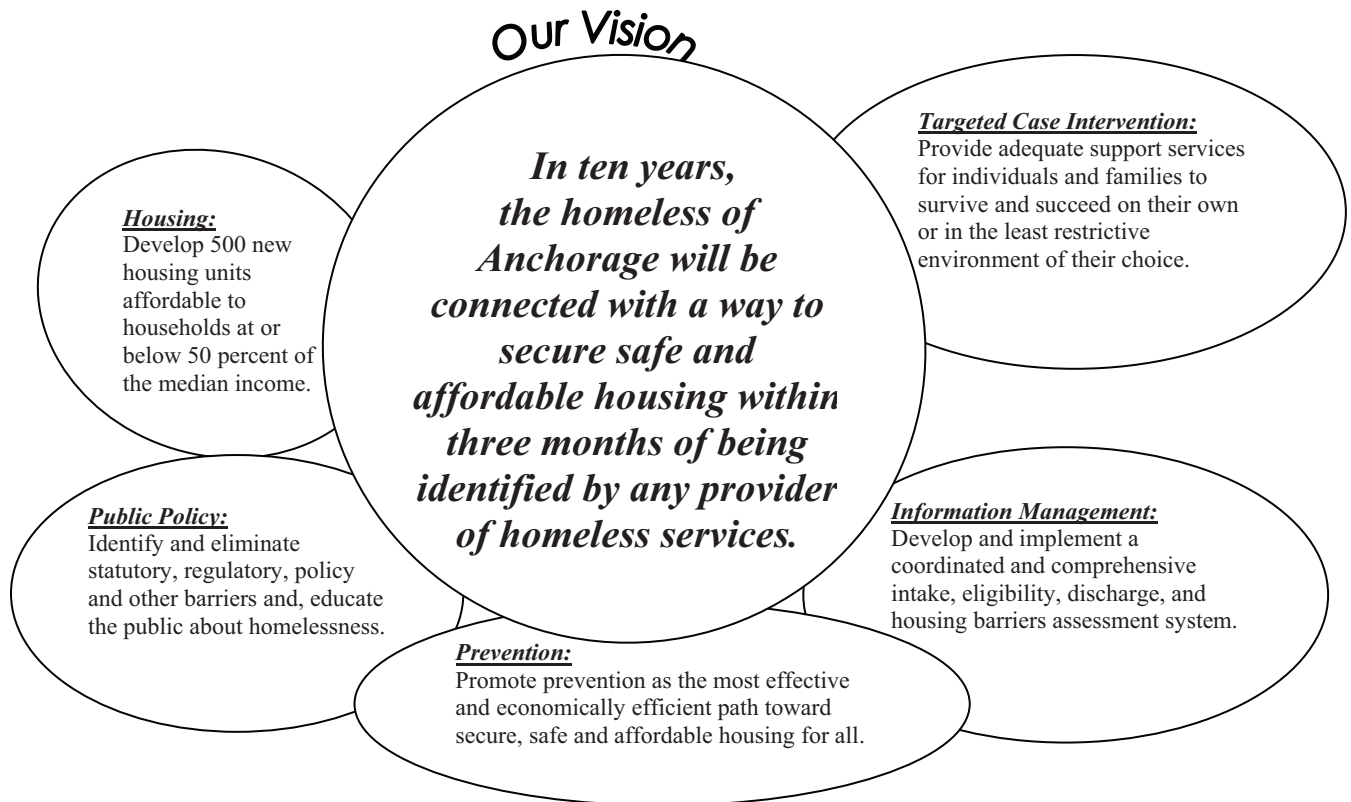 Our Vision
In ten years,
the homeless of
Anchorage will be
connected with a way to
secure safe and
affordable housing within
three months of being
identified by any provider
of homeless services.
Housing:
Develop 500 new
housing units
affordable to
households at or
below 50 percent of
the median income.
Targeted Case Intervention:
Provide adequate support services
for individuals and families to
survive and succeed on their own
or in the least restrictive
environment of their choice.
Public Policy:
Identify and eliminate
statutory, regulatory, policy
and other barriers and, educate
the public about homelessness.
Information Management:
Develop and implement a
coordinated and comprehensive
intake, eligibility, discharge, and
housing barriers assessment system.
Prevention:
Promote prevention as the most effective
and economically efficient path toward
secure, safe and affordable housing for all.